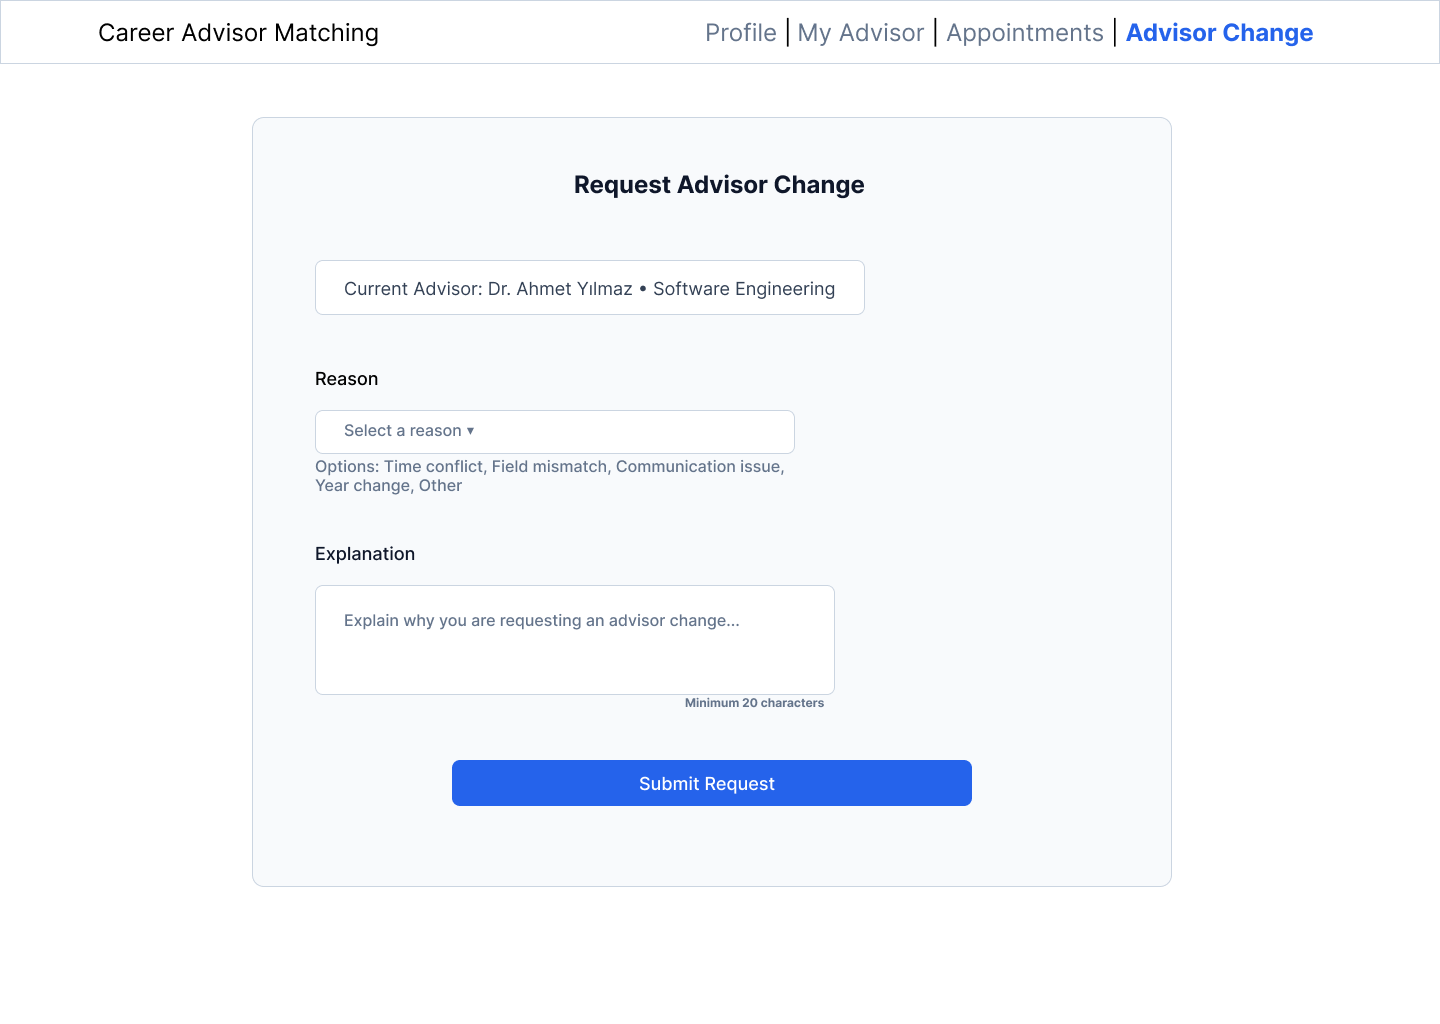 Career Advisor Matching
Profile | My Advisor | Appointments | Advisor Change
Request Advisor Change
Current Advisor: Dr. Ahmet Yılmaz • Software Engineering
Reason
Select a reason ▾
Options: Time conflict, Field mismatch, Communication issue,
Year change, Other
Explanation
Explain why you are requesting an advisor change...
Minimum 20 characters
Submit Request